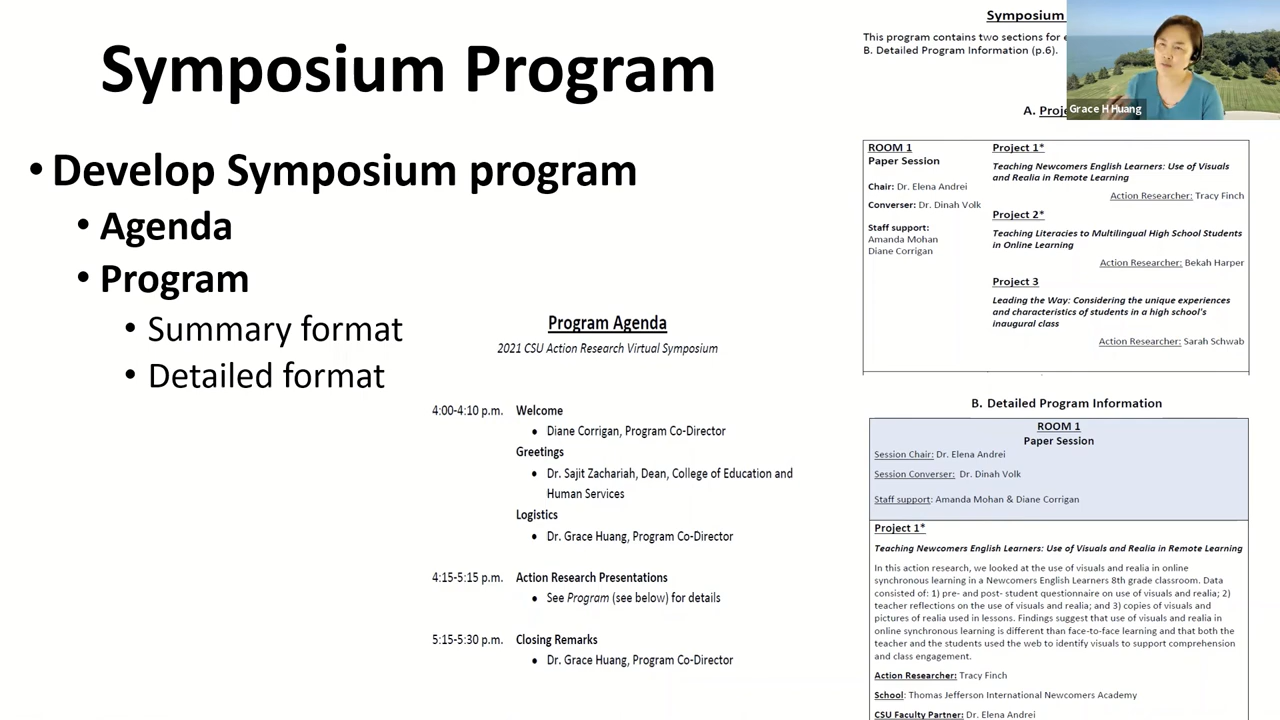 Symposium Program
• Develop Symposium program
• Agenda
• Program
• Summary format
• Detailed format
Program Agenda
2021 CSU Action Research Virtual Symposium
4:00-4:10 p.m. Welcome
• Diane Corrigan, Program Co-Director
Greetings
• Dr. Sajit Zachariah, Dean, College of Education and
Human Services
Logistics
• Dr. Grace Huang, Program Co-Director
4:15-5:15 p.m. Action Research Presentations
• See Program (see below) for details
5:15-5:30 p.m. Closing Remarks
• Dr. Grace Huang, Program Co-Director
Symposium
This program contains two sections for
B. Detailed Program Information (p.6).
Grace H Huang
A.
ROOM 1
Paper Session
Chair: Dr. Elena Andrei
Converser: Dr. Dinah Volk
Staff support:
Amanda Mohan
Diane Corrigan
Project 1*
Teaching Newcomers English Learners: Use of Visuals
and Realia in Remote Learning
Action Researcher: Tracy Finch
Project 2*
Teaching Literacies to Multilingual High School Students
in Online Learning
Action Researcher: Bekah Harper
Project 3
Leading the Way: Considering the unique experiences
and characteristics of students in a high school's
inaugural class
Action Researcher: Sarah Schwab
B. Detailed Program Information
ROOM 1
Paper Session
Session Chair: Dr. Elena Andrei
Session Converser: Dr. Dinah Volk
Staff support: Amanda Mohan & Diane Corrigan
Project 1*
Teaching Newcomers English Learners: Use of Visuals and Realia in Remote Learning
In this action research, we looked at the use of visuals and realia in online
synchronous learning in a Newcomers English Learners 8th grade classroom. Data
consisted of: 1) pre- and post- student questionnaire on use of visuals and realia; 2)
teacher reflections on the use of visuals and realia; and 3) copies of visuals and
pictures of realia used in lessons. Findings suggest that use of visuals and realia in
online synchronous learning is different than face-to-face learning and that both the
teacher and the students used the web to identify visuals to support comprehension
and class engagement.
Action Researcher: Tracy Finch
School: Thomas Jefferson International Newcomers Academy
CSU Faculty Partner: Dr. Elena Andrei